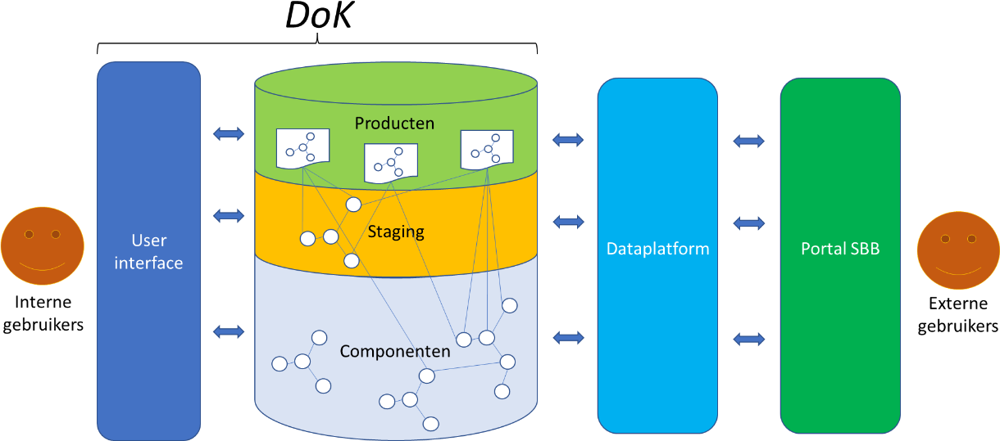 DoK
Producten
Staging
Componenten
User
interface
Dataplatform
Portal SBB
Interne
gebruikers
Externe
gebruikers